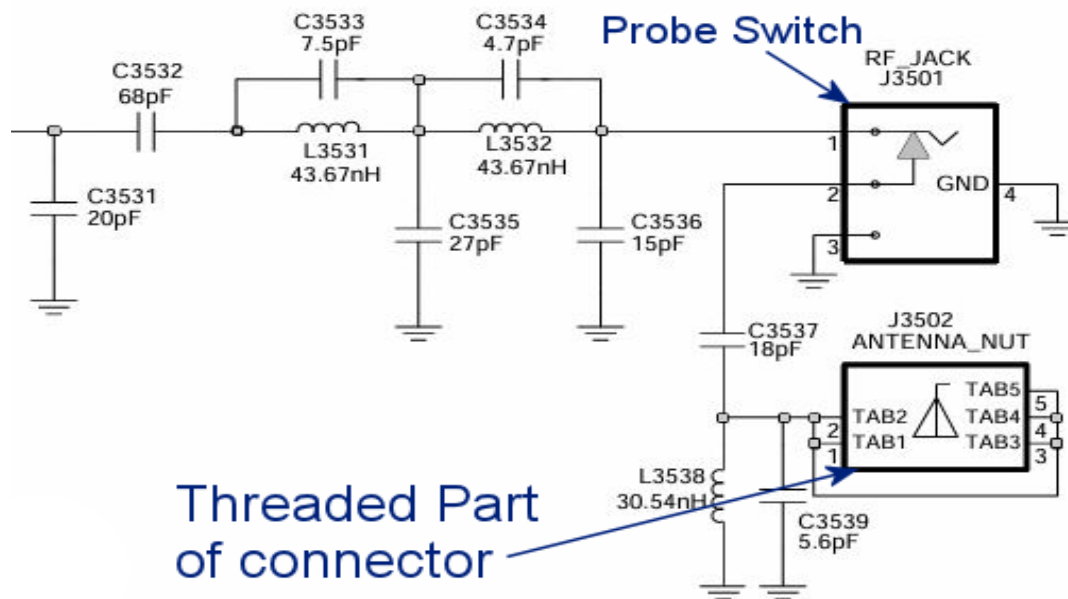 C3533
7.5pF
C3534
4.7pF
Probe Switch
RF_JACK
J3501
C3532
68pF
L3531
43.67nH
L3532
43.67nH
1
2
3
GND
4
C3531
20pF
C3535
27pF
C3536
15pF
C3537
18pF
J3502
ANTENNA_NUT
TAB2
TAB1
2
1
TAB5
TAB4
TAB3
5
4
3
L3538
30.54nH
C3539
5.6pF
Threaded Part
of connector